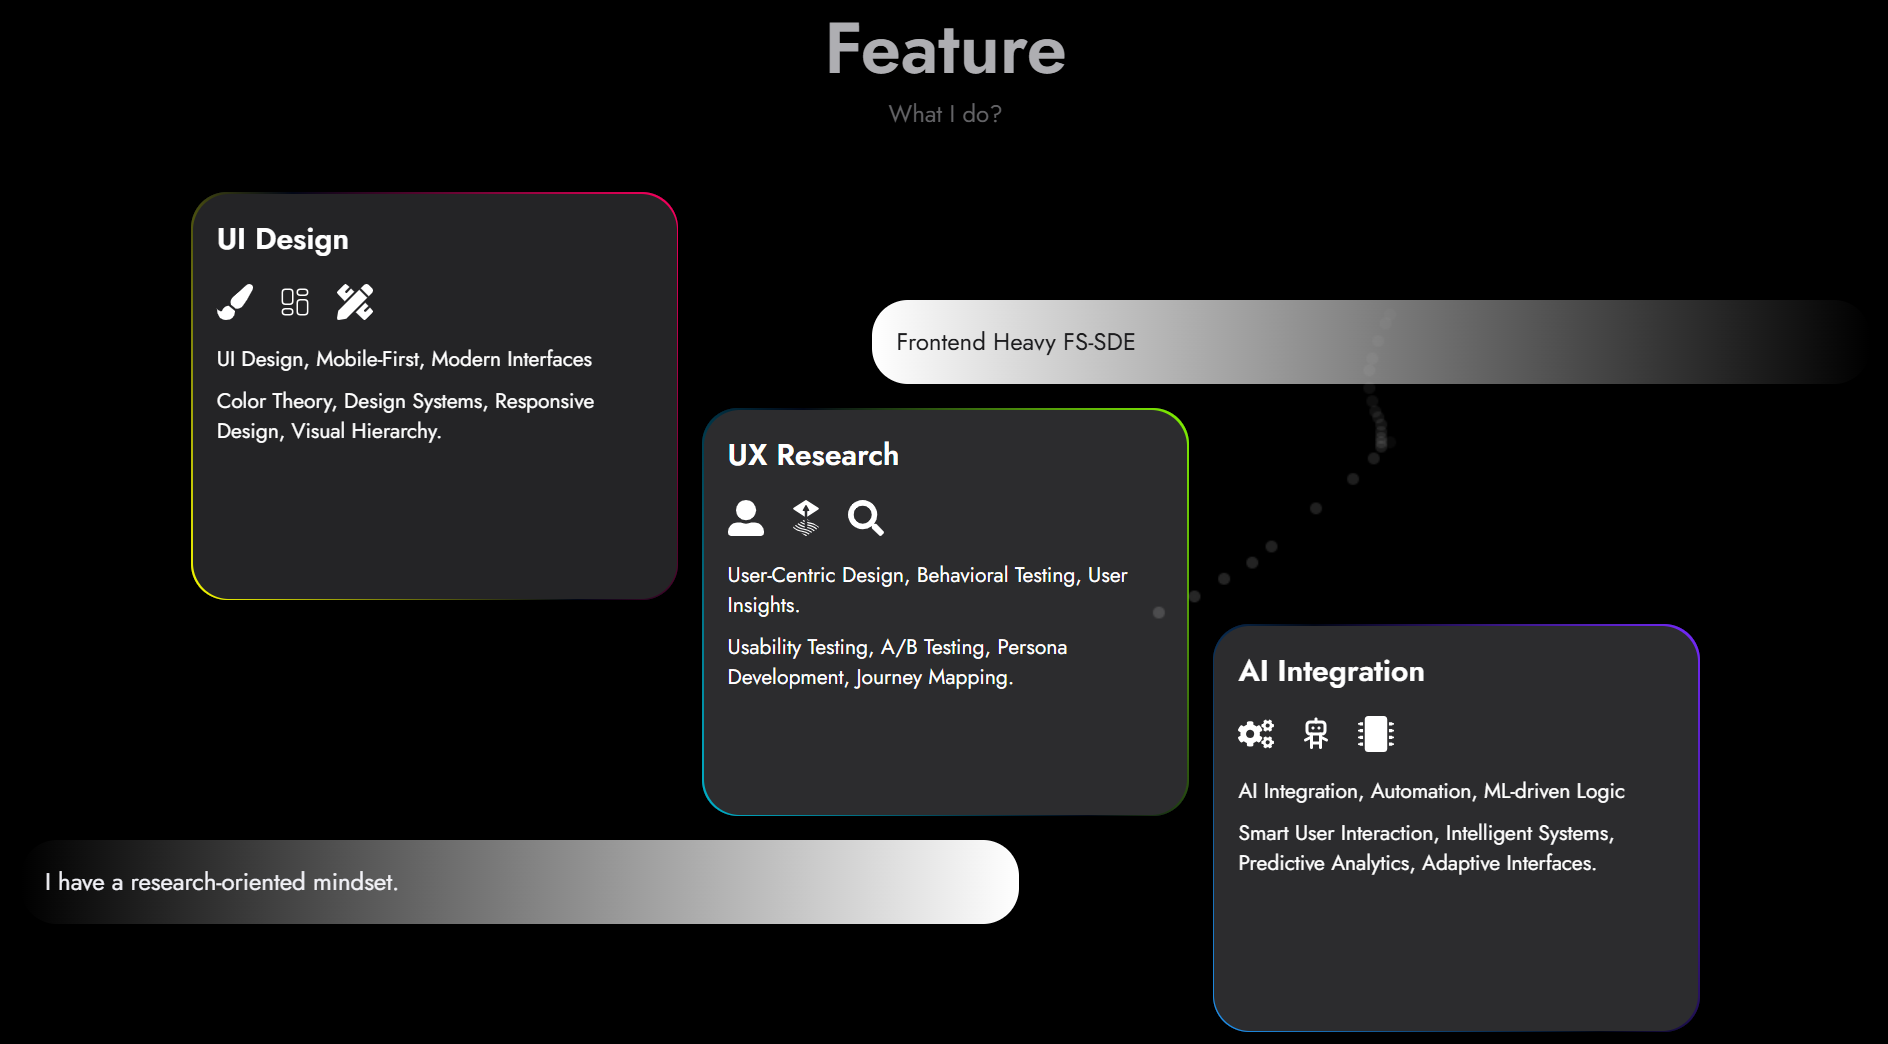 Feature
What I do?
UI Design
UI Design, Mobile-First, Modern Interfaces
Color Theory, Design Systems, Responsive
Design, Visual Hierarchy.
Frontend Heavy FS-SDE
UX Research
User-Centric Design, Behavioral Testing, User
Insights.
Usability Testing, A/B Testing, Persona
Development, Journey Mapping.
AI Integration
AI Integration, Automation, ML-driven Logic
Smart User Interaction, Intelligent Systems,
Predictive Analytics, Adaptive Interfaces.
I have a research-oriented mindset.